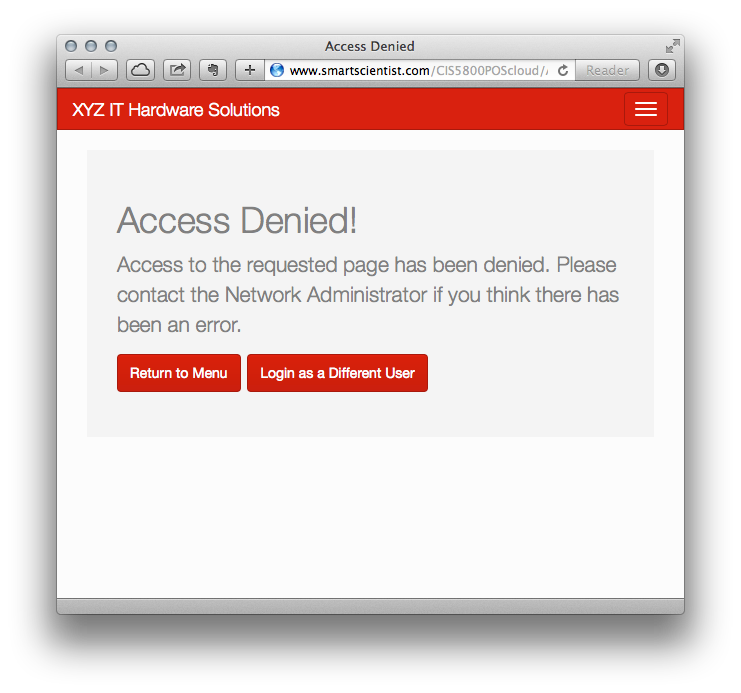 Access Denied
www.smartscientist.com/CIS5800POScloud/
Reader
XYZ IT Hardware Solutions
Access Denied!
Access to the requested page has been denied. Please
contact the Network Administrator if you think there has
been an error.
Return to Menu Login as a Different User